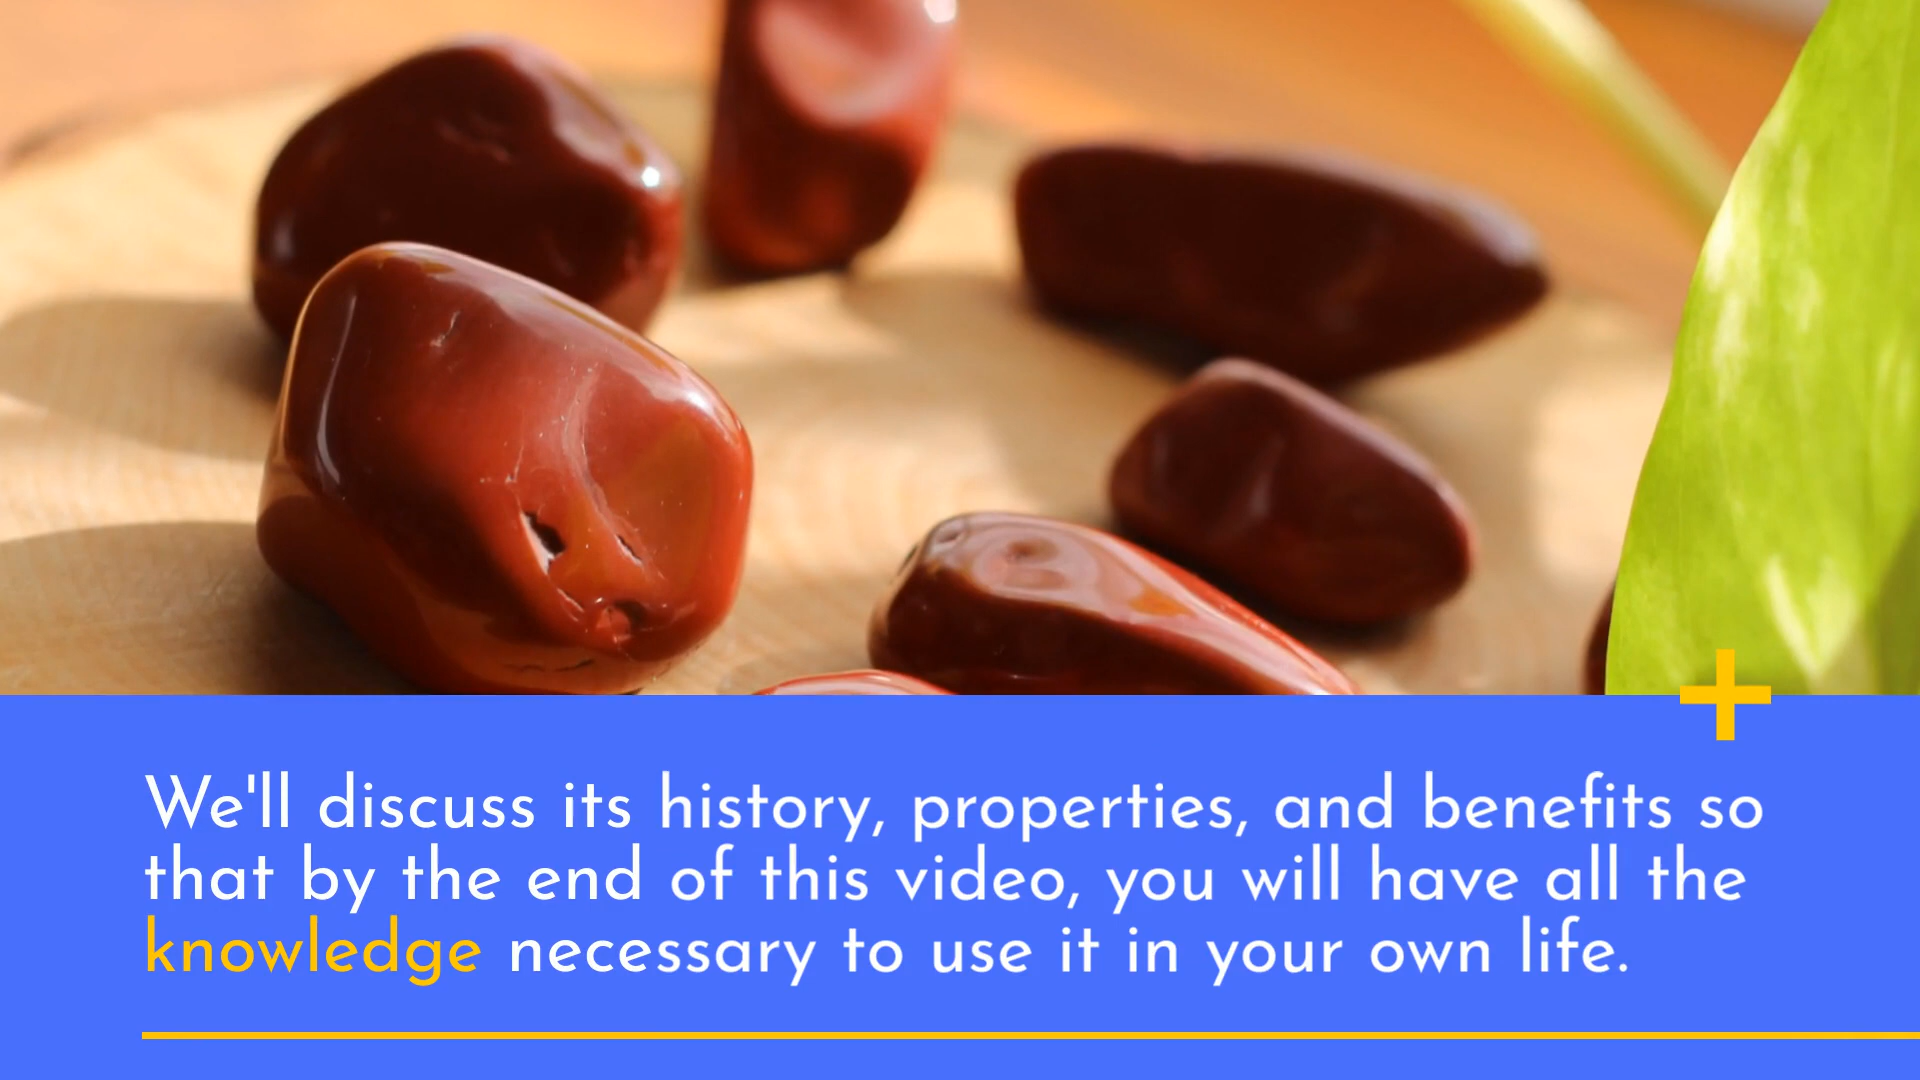 We'll discuss its history, properties, and benefits so
that by the end of this video, you will have all the
knowledge necessary to use it in your own life.